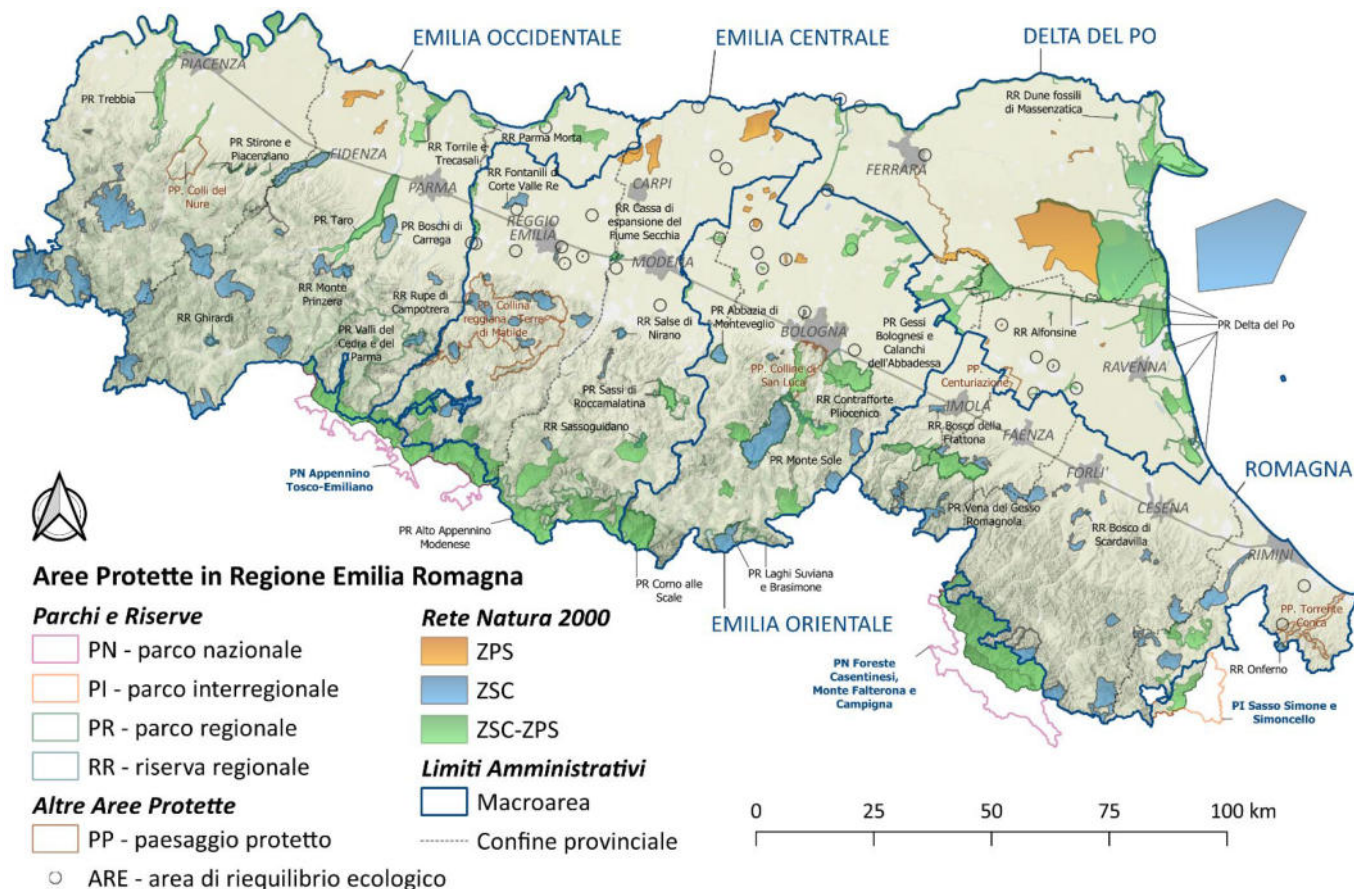 EMILIA OCCIDENTALE
EMILIA CENTRALE
DELTA DEL PO
PIACENZA
PR Trebbia
RR Dune fossili
di Massenzatica
PR Stirone e
Piacenziano
FIDENZA
RR Torrile e
Trecasali
RR Parma Morta
FERRARA
PP. Colli del
Nure
PARMA
RR Fontanili di
Corte Valle Re
CARPI
PR Taro
PR Boschi di
Carrega
REGGIO
EMILIA
RR Cassa di
espansione del
Fiume Secchia
MODENA
RR Monte
Prinzera
RR Rupe di
Campotrera
PP. Collina
reggiana - Terre
di Matilde
RR Salse di
Nirano
PR Abbazia di
Monteveglio
BOLOGNA
PR Gessi
Bolognesi e
Calanchi
dell'Abbadessa
RR Alfonsine
PR Delta del Po
RR Ghirardi
PR Valli del
Cedra e del
Parma
RAVENNA
PP. Colline di
San Luca
PP.
Centuriazione
PR Sassi di
Roccamalatina
RR Contrafforte
Pliocenico
IMOLA
RR Sassoguidano
RR Bosco della
Frattona
FAENZA
PN Appennino
Tosco-Emiliano
PR Monte Sole
FORLI'
ROMAGNA
PR Alto Appennino
Modenese
PR Vena del Gesso
Romagnola
CESENA
RR Bosco di
Scardavilla
RIMINI
PR Corno alle
Scale
PR Laghi Suviana
e Brasimone
EMILIA ORIENTALE
PP. Torrente
Conca
PN Foreste
Casentinesi,
Monte Falterona e
Campigna
RR Onferno
PI Sasso Simone e
Simoncello
Aree Protette in Regione Emilia Romagna
Parchi e Riserve
PN - parco nazionale
PI - parco interregionale
PR - parco regionale
RR - riserva regionale
Altre Aree Protette
PP - paesaggio protetto
ARE - area di riequilibrio ecologico
Rete Natura 2000
ZPS
ZSC
ZSC-ZPS
Limiti Amministrativi
Macroarea
Confine provinciale
0 25 50 75 100 km